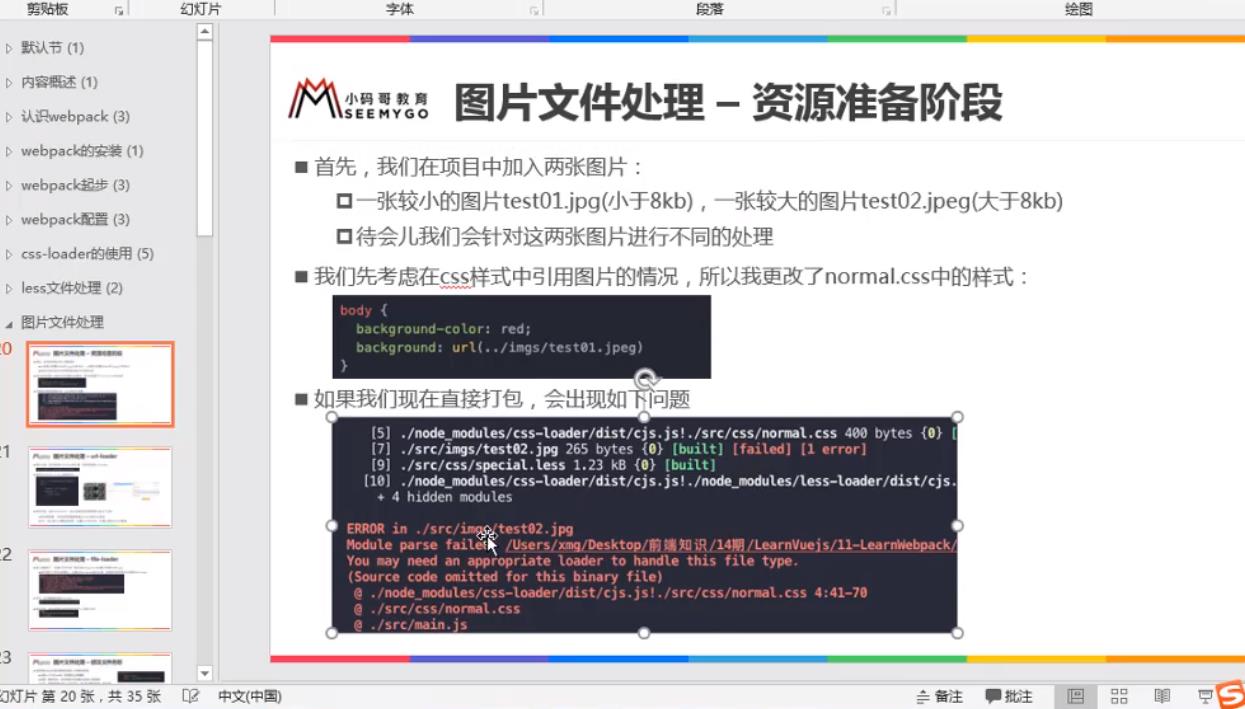 剪贴板
幻灯片
字体
段落
绘图
默认节 (1)
内容概述 (1)
认识webpack (3)
webpack的安装 (1)
webpack起步 (3)
webpack配置 (3)
css-loader的使用 (5)
less文件处理 (2)
图片文件处理
20
21
22
23
小码哥教育
SEEMYGO
图片文件处理 – 资源准备阶段
首先，我们在项目中加入两张图片：
一张较小的图片test01.jpg(小于8kb)，一张较大的图片test02.jpeg(大于8kb)
待会儿我们会针对这两张图片进行不同的处理
我们先考虑在css样式中引用图片的情况，所以我更改了normal.css中的样式：
body {
background-color: red;
background: url(../imgs/test01.jpeg)
}
如果我们现在直接打包，会出现如下问题
[5] ./node_modules/css-loader/dist/cjs.js!./src/css/normal.css 400 bytes {0} [
[7] ./src/imgs/test02.jpg 265 bytes {0} [built] [failed] [1 error]
[9] ./src/css/special.less 1.23 kB {0} [built]
[10] ./node_modules/css-loader/dist/cjs.js!./node_modules/less-loader/dist/cjs.
+ 4 hidden modules
ERROR in ./src/imgs/test02.jpg
Module parse failed: /Users/xmg/Desktop/前端知识/14期/LearnVuejs/11-LearnWebpack/
You may need an appropriate loader to handle this file type.
(Source code omitted for this binary file)
@ ./node_modules/css-loader/dist/cjs.js!./src/css/normal.css 4:41-70
@ ./src/css/normal.css
@ ./src/main.js
幻灯片 第 20 张，共 35 张
中文(中国)
备注
批注